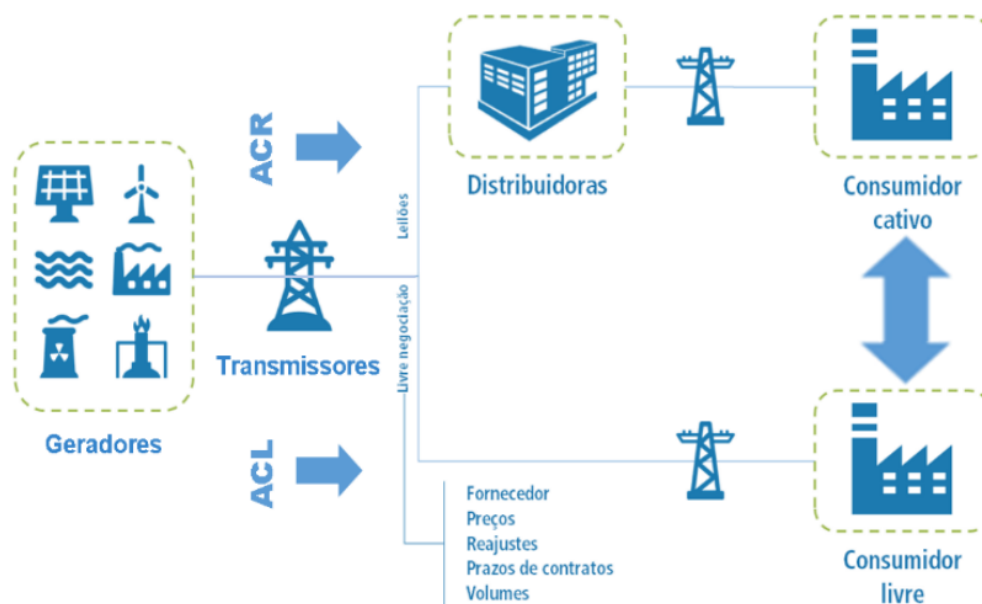 ACR
Leilões
Distribuidoras
Consumidor
cativo
Transmissores
Livre negociação
Geradores
ACL
Fornecedor
Preços
Reajustes
Prazos de contratos
Volumes
Consumidor
livre